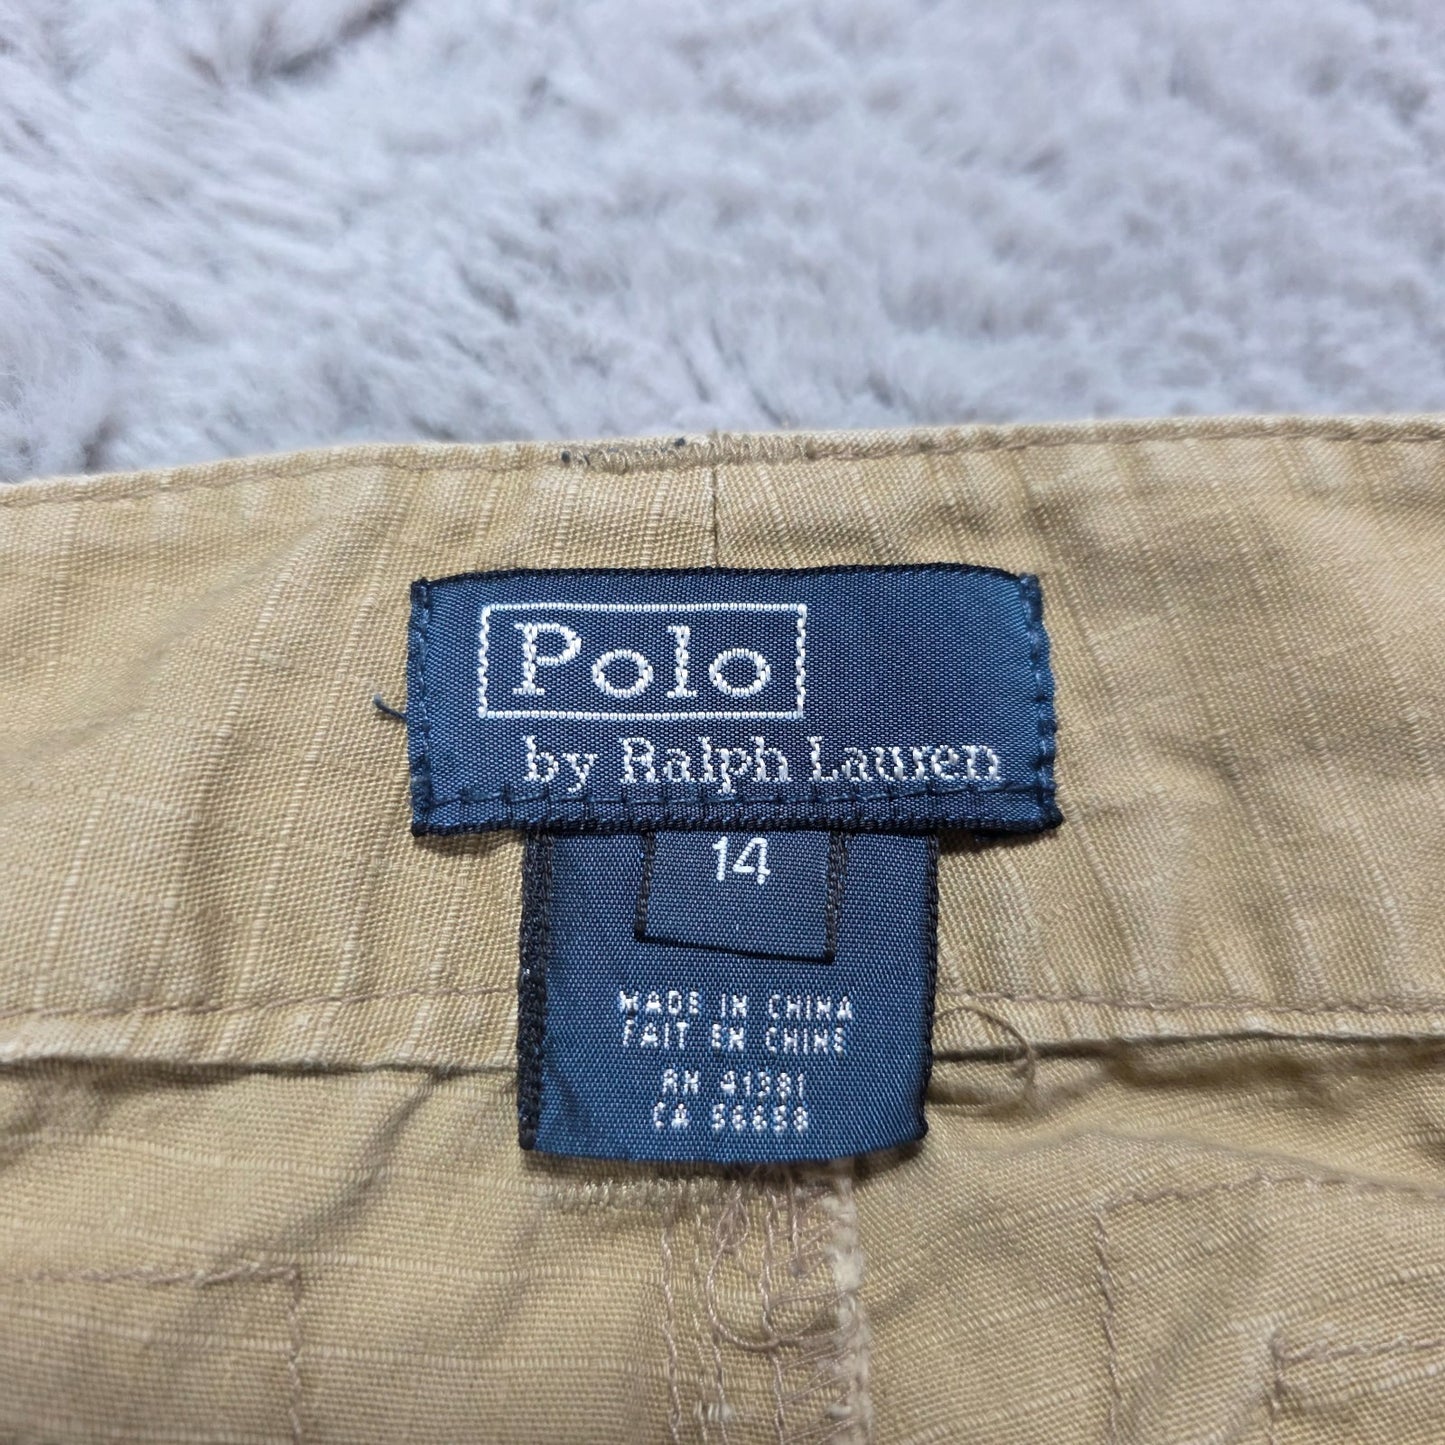 Polo
by Ralph Lauren
14
MADE IN CHINA
FAIT EN CHINE
RN 41381
CA 56658